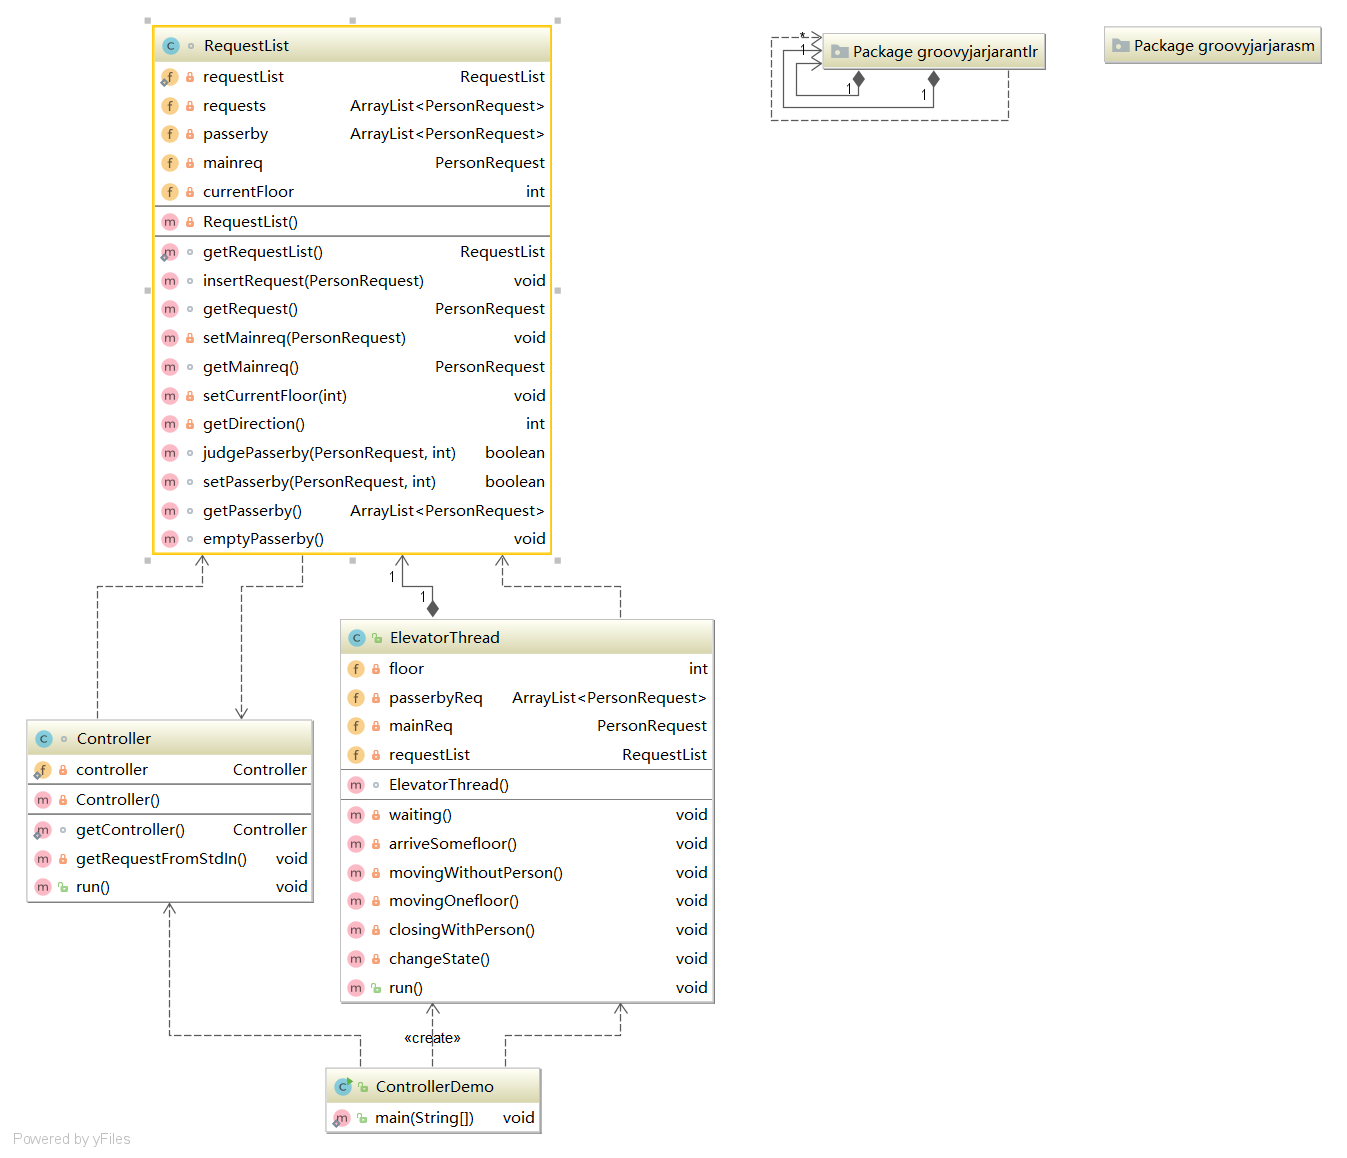 RequestList
requestList RequestList
requests ArrayList<PersonRequest>
passerby ArrayList<PersonRequest>
mainreq PersonRequest
currentFloor int
RequestList()
getRequestList() RequestList
insertRequest(PersonRequest) void
getRequest() PersonRequest
setMainreq(PersonRequest) void
getMainreq() PersonRequest
setCurrentFloor(int) void
getDirection() int
judgePasserby(PersonRequest, int) boolean
setPasserby(PersonRequest, int) boolean
getPasserby() ArrayList<PersonRequest>
emptyPasserby() void
*
1
Package groovyjarjarantlr
1
1
Package groovyjarjarasm
1
1
ElevatorThread
floor int
passerbyReq ArrayList<PersonRequest>
mainReq PersonRequest
requestList RequestList
ElevatorThread()
waiting() void
arriveSomefloor() void
movingWithoutPerson() void
movingOnefloor() void
closingWithPerson() void
changeState() void
run() void
Controller
controller Controller
Controller()
getController() Controller
getRequestFromStdIn() void
run() void
«create»
ControllerDemo
main(String[]) void
Powered by yFiles